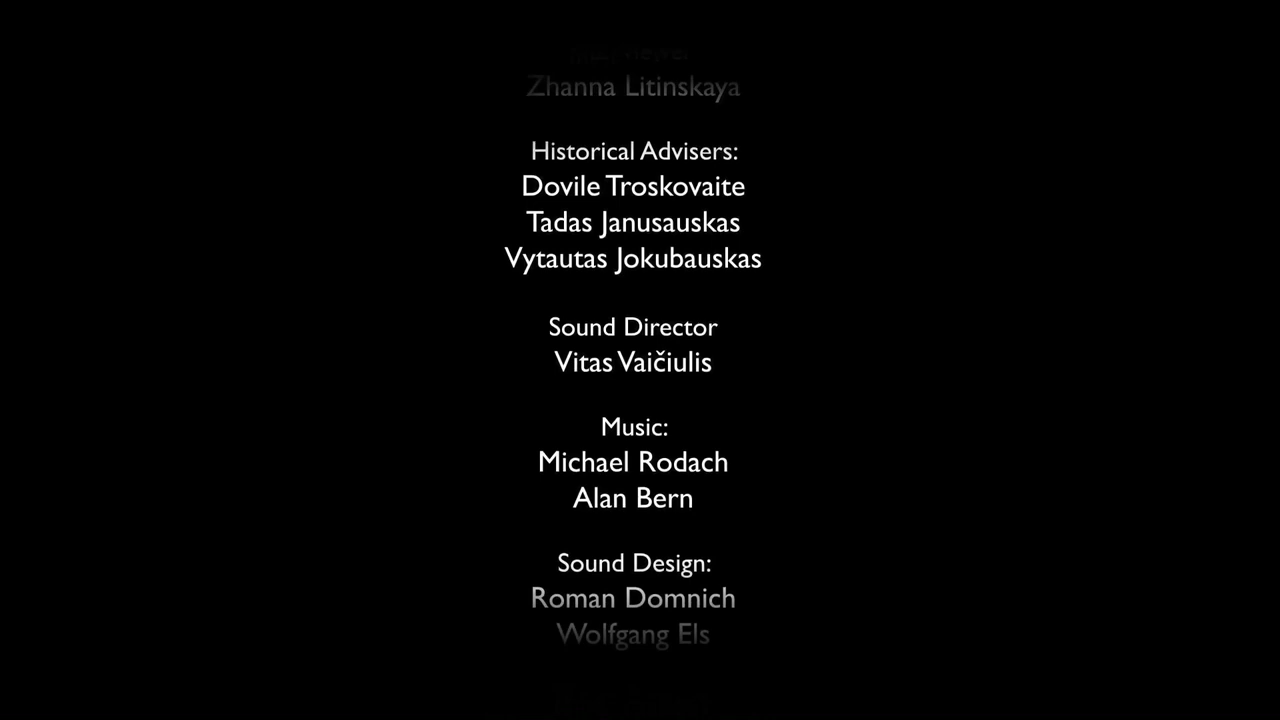 Zhanna Litinskaya
Historical Advisers:
Dovile Troskovaite
Tadas Janusauskas
Vytautas Jokubauskas
Sound Director
Vitas Vaičiulis
Music:
Michael Rodach
Alan Bern
Sound Design:
Roman Domnich
Wolfgang Els